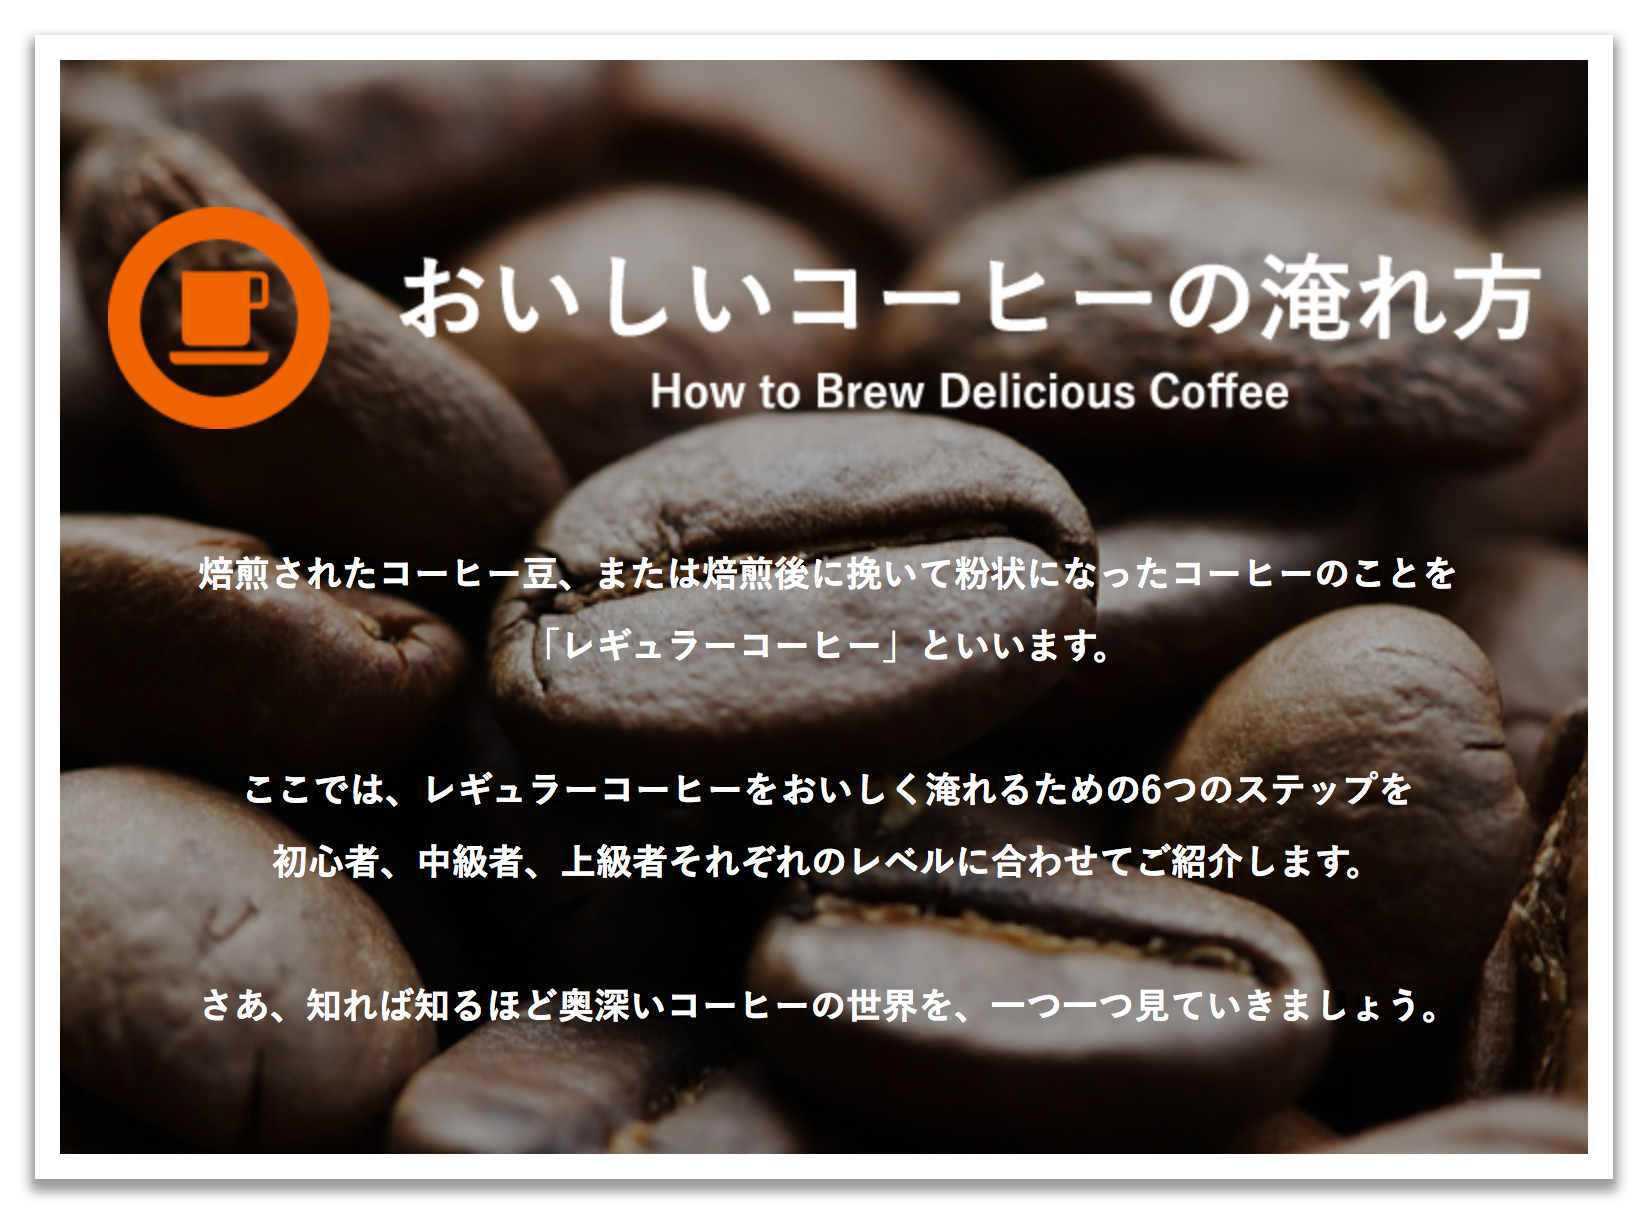 おいしいコーヒーの淹れ方
How to Brew Delicious Coffee
焙煎されたコーヒー豆、または焙煎後に挽いて粉状になったコーヒーのことを
「レギュラーコーヒー」といいます。
ここでは、レギュラーコーヒーをおいしく淹れるための6つのステップを
初心者、中級者、上級者それぞれのレベルに合わせてご紹介します。
さあ、知れば知るほど奥深いコーヒーの世界を、一つ一つ見ていきましょう。